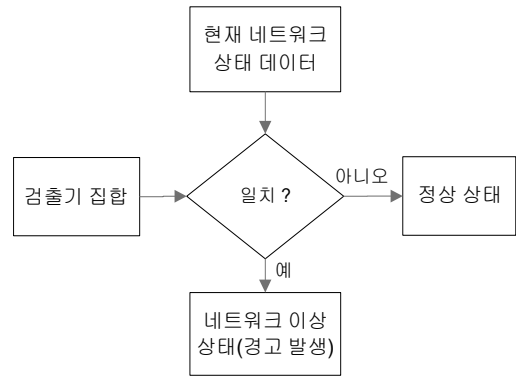 현재 네트워크
상태 데이터
검출기 집합
일치 ?
아니오
정상 상태
예
네트워크 이상
상태(경고 발생)